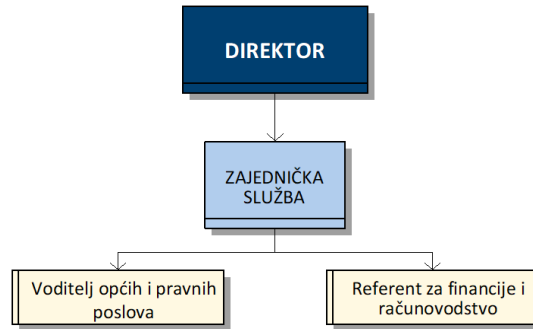 DIREKTOR
ZAJEDNIČKA
SLUŽBA
Voditelj općih i pravnih
poslova
Referent za financije i
računovodstvo